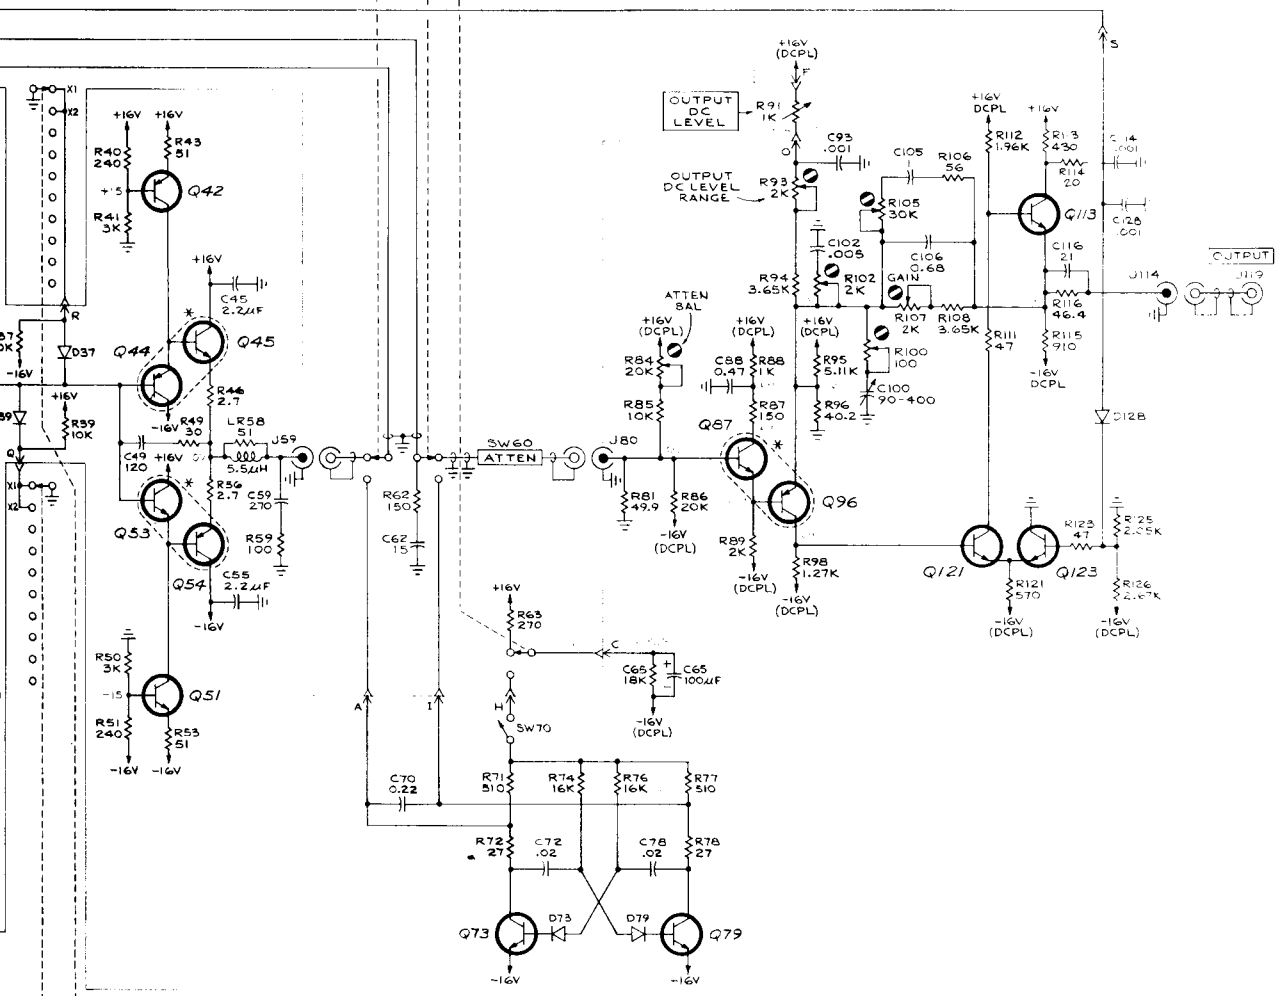 S
+16V
(DCPL)
F
OUTPUT
DC
LEVEL
R91
1K
X1
X2
+16V
+16V
R40
240
R43
51
+15
Q42
R41
3K
C93
.001
+16V
DCPL
+16V
R112
1.96K
430
R114
20
.001
C105
R106
56
OUTPUT
DC LEVEL
RANGE
R93
2K
R105
30K
Q113
C128
.001
+16V
C45
2.2µF
C102
.005
R102
2K
C106
0.68
C116
21
OUTPUT
J114
J119
R94
3.65K
GAIN
R107
2K
R108
3.65K
R116
46.4
R
D37
-16V
*
Q44
Q45
ATTEN
BAL
+16V
(DCPL)
+16V
(DCPL)
+16V
(DCPL)
R84
20K
C88
0.47
R88
1K
R95
5.11K
R100
100
R111
47
R115
910
-16V
DCPL
+16V
R39
10K
R46
2.7
R85
10K
R87
150
R96
40.2
C100
90-400
D128
-16V
R49
30
LR58
51
5.5µH
J59
SW60
ATTEN
J80
Q87
*
Q
C49
120
+16V
*
R56
2.7
C59
270
R62
150
R81
49.9
R86
20K
-16V
(DCPL)
Q96
X1
X2
Q53
Q54
R59
100
C62
15
R89
2K
-16V
(DCPL)
R98
1.27K
-16V
(DCPL)
Q121
Q123
R123
47
R125
R121
570
-16V
(DCPL)
R126
2.67K
-16V
(DCPL)
C55
2.2µF
-16V
+16V
R63
270
C
R50
3K
-15
Q51
R51
240
R53
51
-16V
-16V
C65
18K
C65
100µF
+
–
-16V
(DCPL)
A
I
H
SW70
C70
0.22
R71
510
R74
16K
R76
16K
R77
510
R72
27
C72
.02
C78
.02
R78
27
Q73
D73
D79
Q79
-16V
-16V